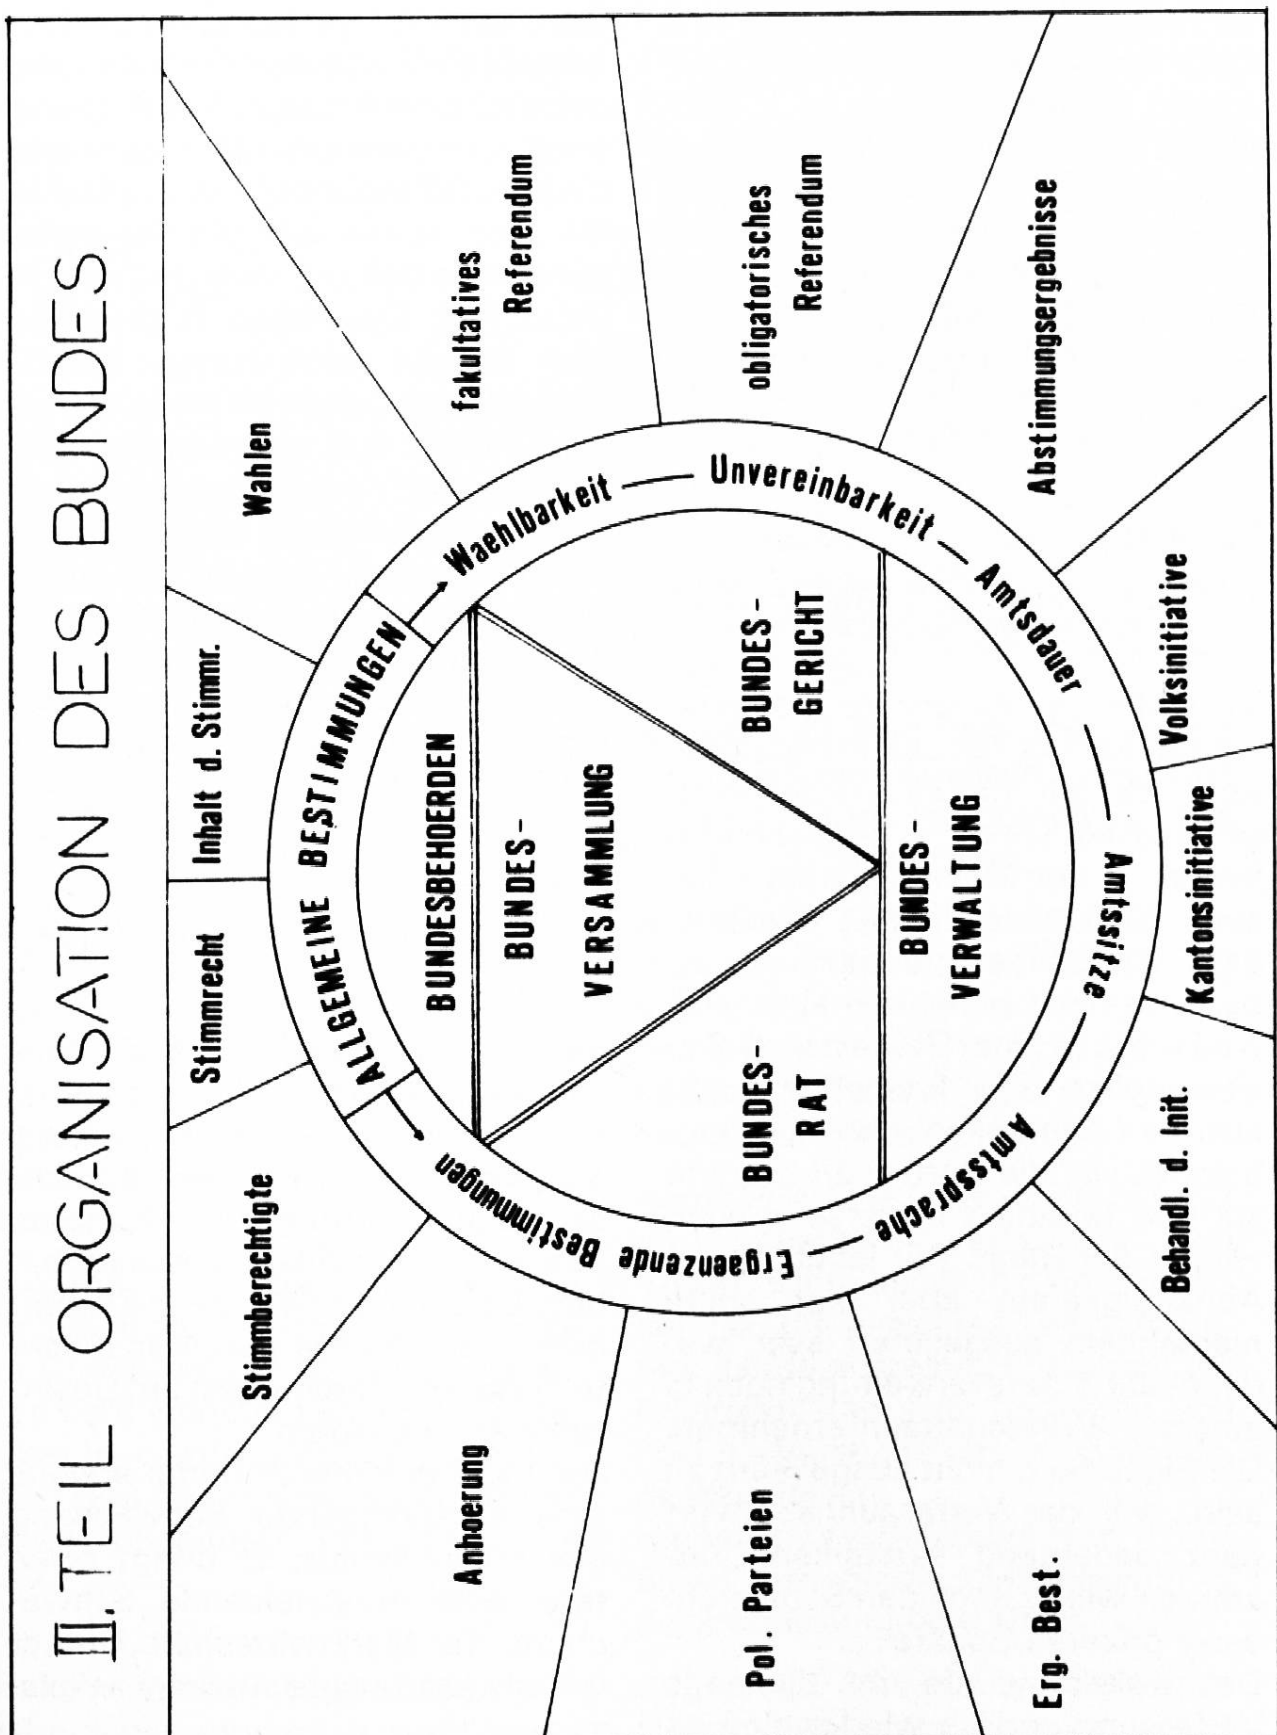 III. TEIL ORGANISATION DES BUNDES
Stimmberechtigte
Stimmrecht
Inhalt d. Stimmr.
Wahlen
fakultatives
Referendum
obligatorisches
Referendum
Abstimmungsergebnisse
Volksinitiative
Kantonsinitiative
Behandl. d. Init.
Erg. Best.
Pol. Parteien
Anhoerung
ALLGEMEINE BESTIMMUNGEN
Waehlbarkeit — Unvereinbarkeit — Amtsdauer — Amtssitze — Amtssprache — Ergaenzende Bestimmungen
BUNDESBEHOERDEN
BUNDES-
VERSAMMLUNG
BUNDES-
RAT
BUNDES-
GERICHT
BUNDES-
VERWALTUNG